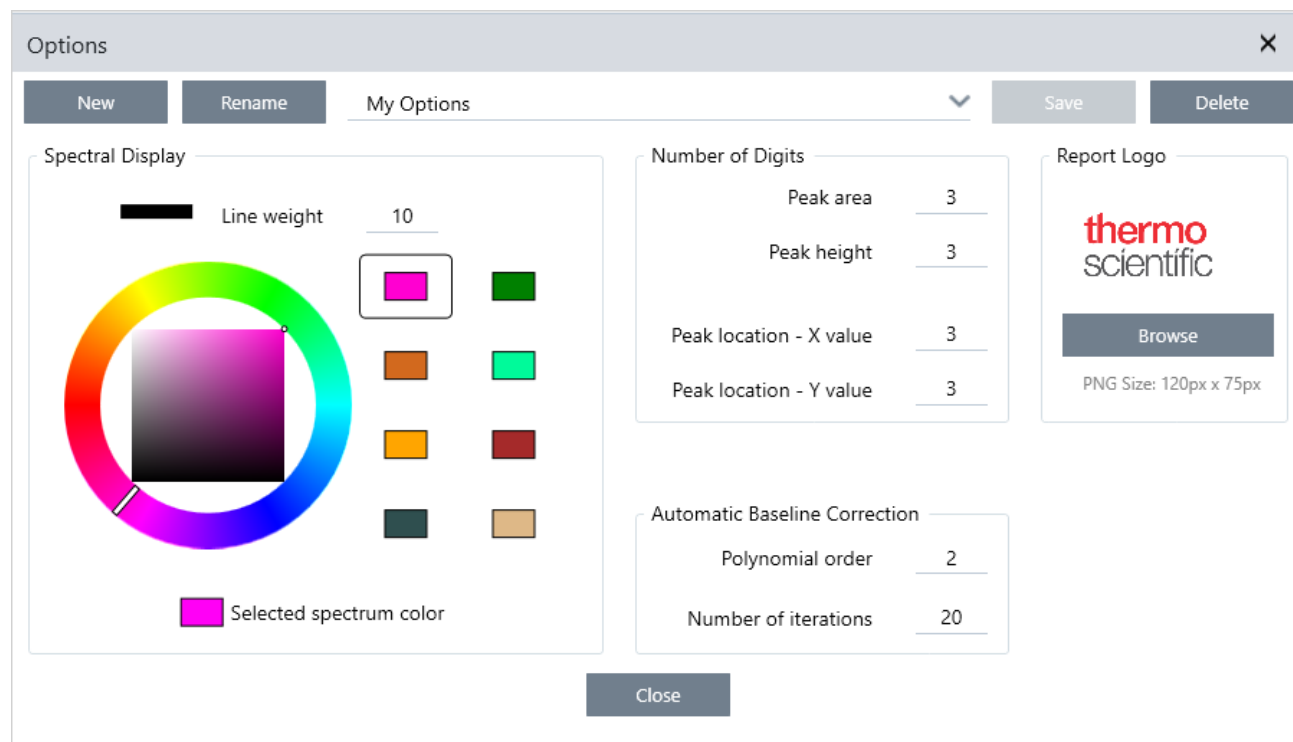 Options
New
Rename
My Options
Save
Delete
Spectral Display
Line weight 10
Selected spectrum color
Number of Digits
Peak area 3
Peak height 3
Peak location - X value 3
Peak location - Y value 3
Automatic Baseline Correction
Polynomial order 2
Number of iterations 20
Report Logo
thermo
scientific
Browse
PNG Size: 120px x 75px
Close